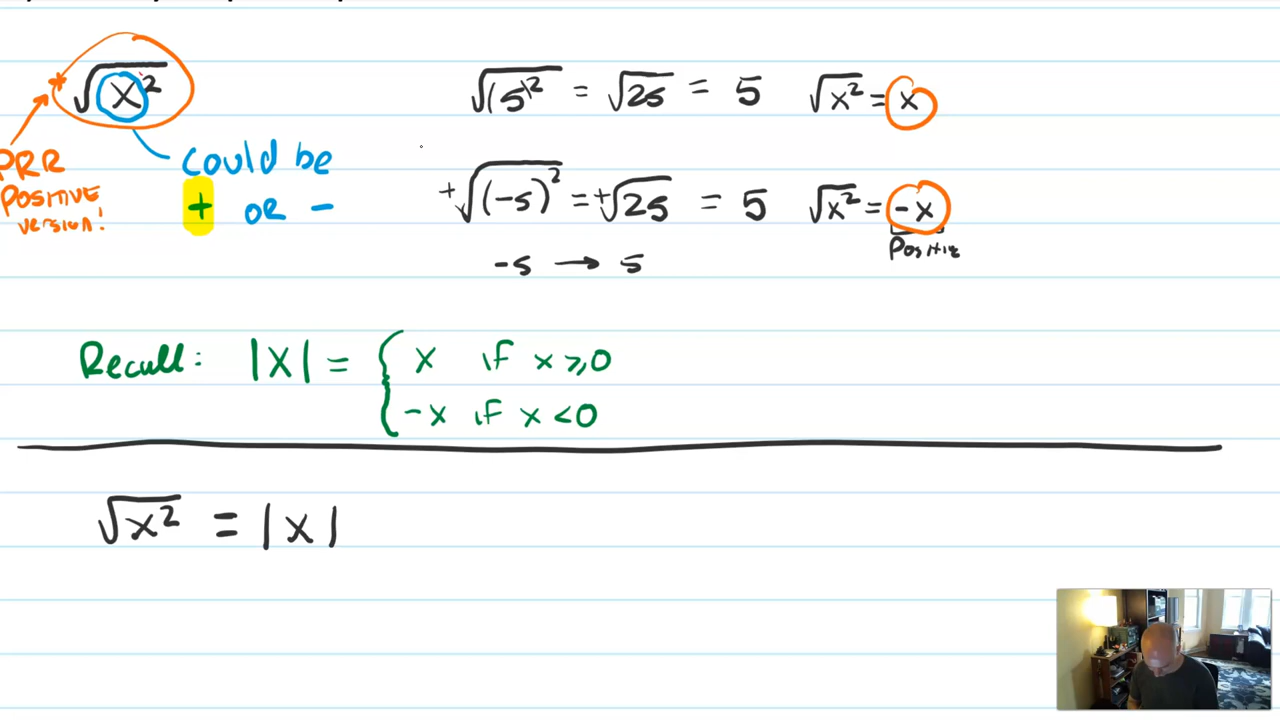 √x² 
√(5)² = √25 = 5 √x² = x
PRR
POSITIVE
version!
could be
+ OR -
+√(-5)² = +√25 = 5 √x² = -x
Positive
-5 → 5
Recall: |x| = { x if x ≥ 0
-x if x < 0
√x² = |x|